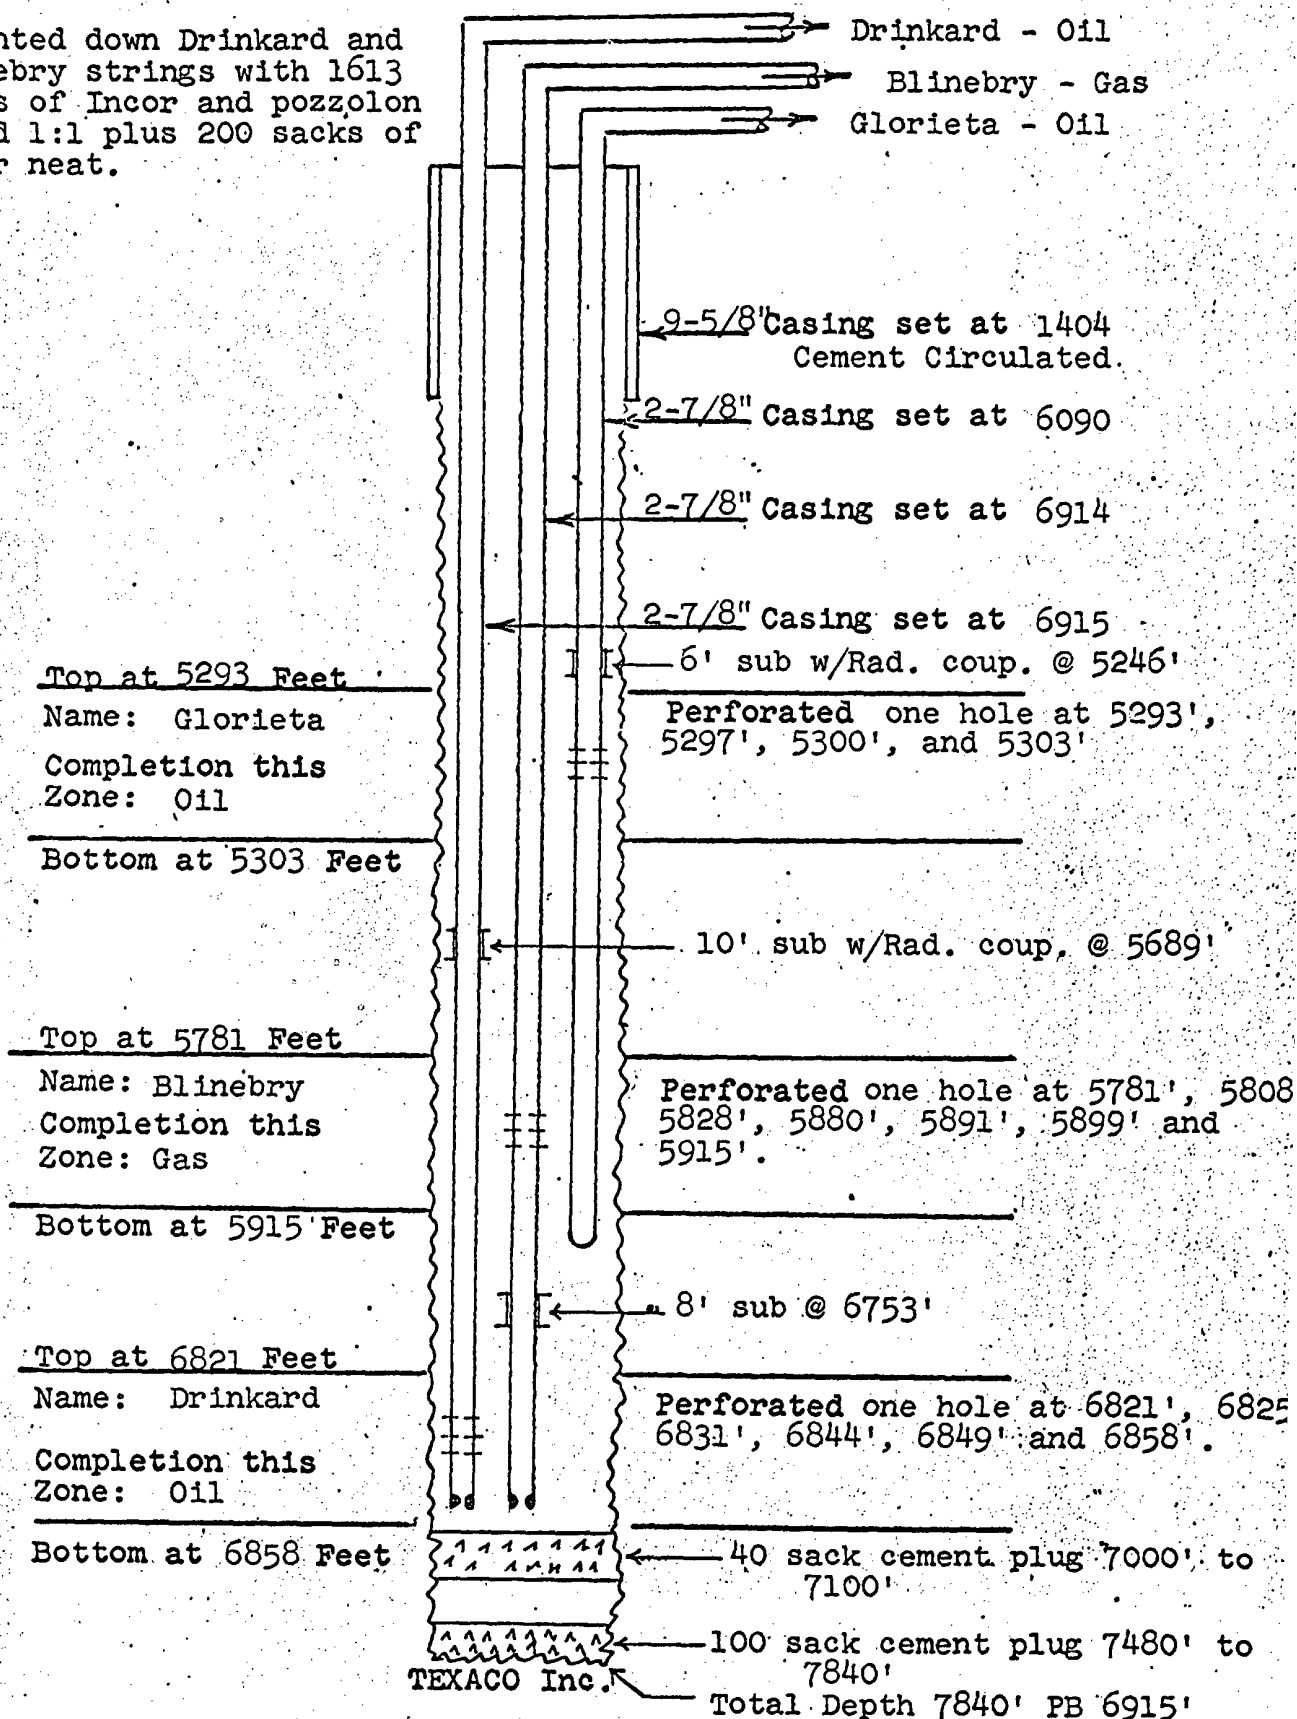 nted down Drinkard and
ebry strings with 1613
s of Incor and pozzolon
d 1:1 plus 200 sacks of
r neat.
Drinkard - Oil
Blinebry - Gas
Glorieta - Oil
9-5/8" Casing set at 1404
Cement Circulated.
2-7/8" Casing set at 6090
2-7/8" Casing set at 6914
2-7/8" Casing set at 6915
6' sub w/Rad. coup. @ 5246'
Top at 5293 Feet
Name: Glorieta
Completion this
Zone: Oil
Bottom at 5303 Feet
Perforated one hole at 5293',
5297', 5300', and 5303'
10' sub w/Rad. coup. @ 5689'
Top at 5781 Feet
Name: Blinebry
Completion this
Zone: Gas
Bottom at 5915 Feet
Perforated one hole at 5781', 5808
5828', 5880', 5891', 5899' and
5915'.
8' sub @ 6753'
Top at 6821 Feet
Name: Drinkard
Completion this
Zone: Oil
Bottom at 6858 Feet
Perforated one hole at 6821', 6825
6831', 6844', 6849' and 6858'.
40 sack cement plug 7000' to
7100'
100 sack cement plug 7480' to
7840'
TEXACO Inc.
Total Depth 7840' PB 6915'